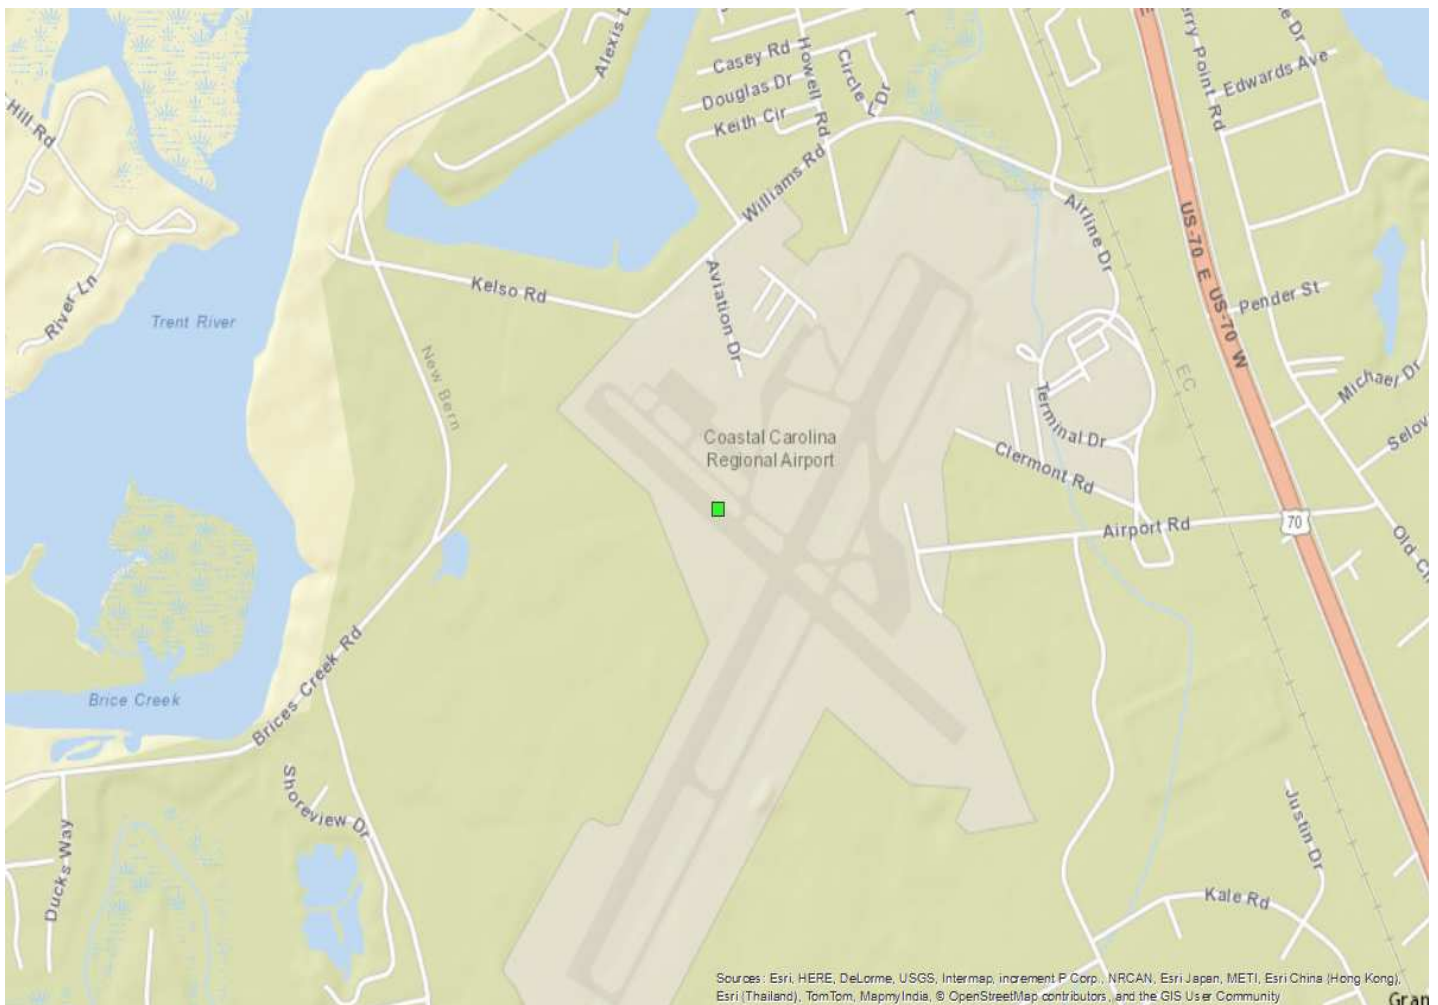 Hill Rd
River Ln
Trent River
Alexis L
Casey Rd
Douglas Dr
Keith Cir
Howell Rd
Circle Dr
Williams Rd
Kelso Rd
Aviation Dr
New Bern
Airline Dr
erry Point Rd
Edwards Ave
US-70 E US-70 W
Pender St
Michael Dr
Selov
EC
Terminal Dr
Clermont Rd
Coastal Carolina
Regional Airport
Airport Rd
70
Brices Creek Rd
Brice Creek
Shoreview Dr
Ducks Way
Justin Dr
Kale Rd
Sources: Esri, HERE, DeLorme, USGS, Intermap, increment P Corp., NRCAN, Esri Japan, METI, Esri China (Hong Kong),
Esri (Thailand), TomTom, MapmyIndia, © OpenStreetMap contributors, and the GIS User Community
Gran